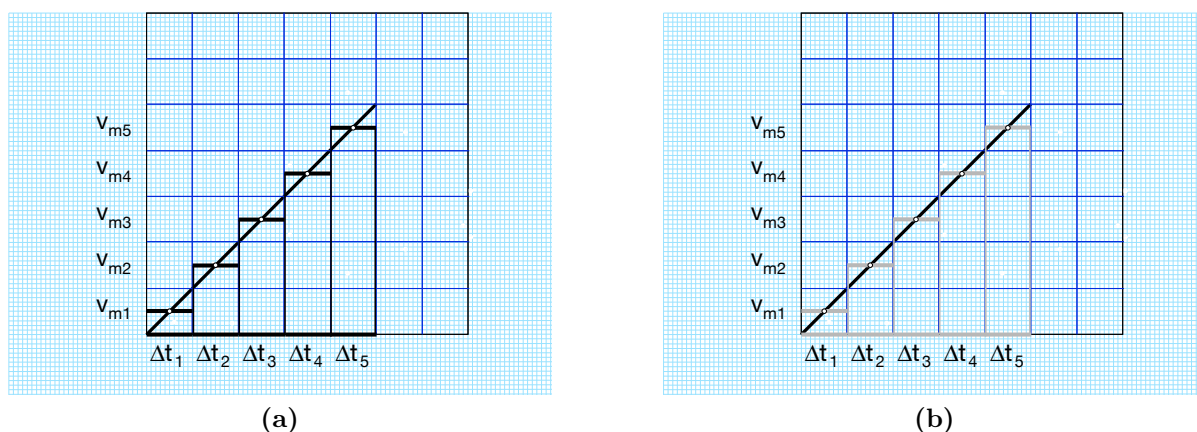 v_m5 v_m5
v_m4 v_m4
v_m3 v_m3
v_m2 v_m2
v_m1 v_m1
Δt_1 Δt_2 Δt_3 Δt_4 Δt_5 Δt_1 Δt_2 Δt_3 Δt_4 Δt_5
(a) (b)